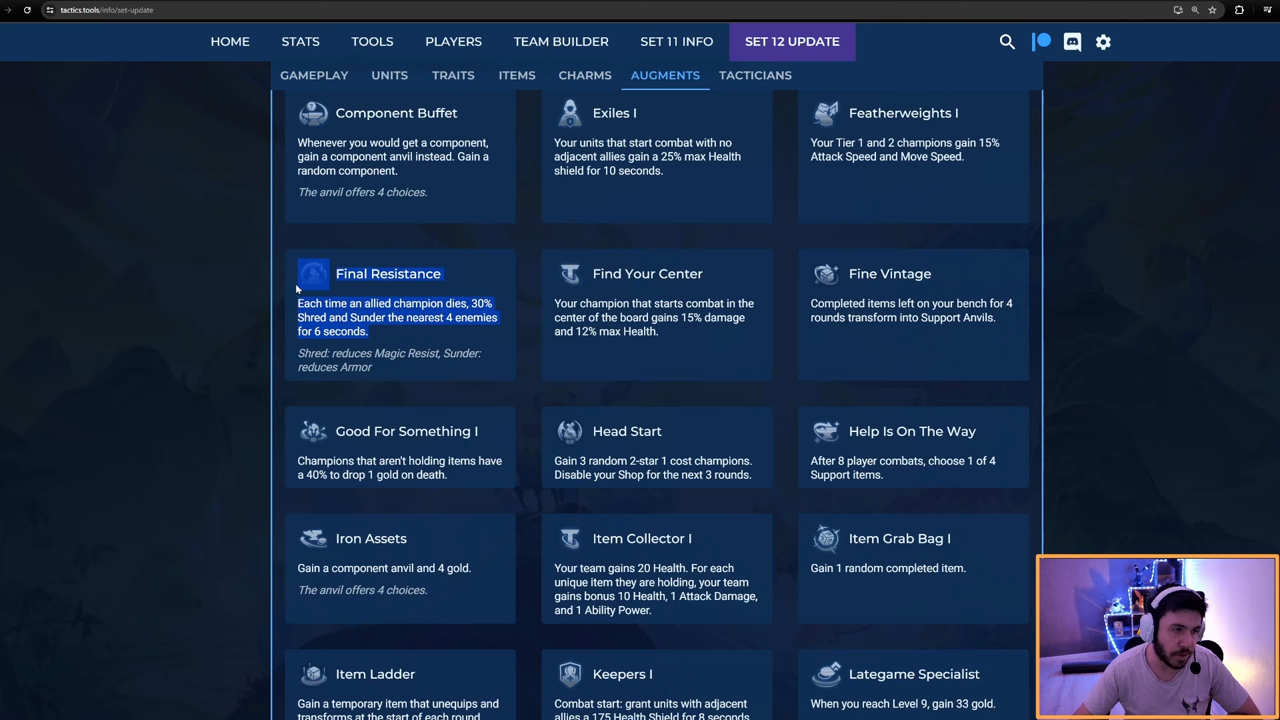 tactics.tools/info/set-update
HOME STATS TOOLS PLAYERS TEAM BUILDER SET 11 INFO SET 12 UPDATE
GAMEPLAY UNITS TRAITS ITEMS CHARMS AUGMENTS TACTICIANS
Component Buffet
Whenever you would get a component,
gain a component anvil instead. Gain a
random component.
The anvil offers 4 choices.
Exiles I
Your units that start combat with no
adjacent allies gain a 25% max Health
shield for 10 seconds.
Featherweights I
Your Tier 1 and 2 champions gain 15%
Attack Speed and Move Speed.
Final Resistance
Each time an allied champion dies, 30%
Shred and Sunder the nearest 4 enemies
for 6 seconds.
Shred: reduces Magic Resist, Sunder:
reduces Armor
Find Your Center
Your champion that starts combat in the
center of the board gains 15% damage
and 12% max Health.
Fine Vintage
Completed items left on your bench for 4
rounds transform into Support Anvils.
Good For Something I
Champions that aren't holding items have
a 40% to drop 1 gold on death.
Head Start
Gain 3 random 2-star 1 cost champions.
Disable your Shop for the next 3 rounds.
Help Is On The Way
After 8 player combats, choose 1 of 4
Support items.
Iron Assets
Gain a component anvil and 4 gold.
The anvil offers 4 choices.
Item Collector I
Your team gains 20 Health. For each
unique item they are holding, your team
gains bonus 10 Health, 1 Attack Damage,
and 1 Ability Power.
Item Grab Bag I
Gain 1 random completed item.
Item Ladder
Gain a temporary item that unequips and
transforms at the start of each round
Keepers I
Combat start: grant units with adjacent
allies a 175 Health Shield for 8 seconds
Lategame Specialist
When you reach Level 9, gain 33 gold.